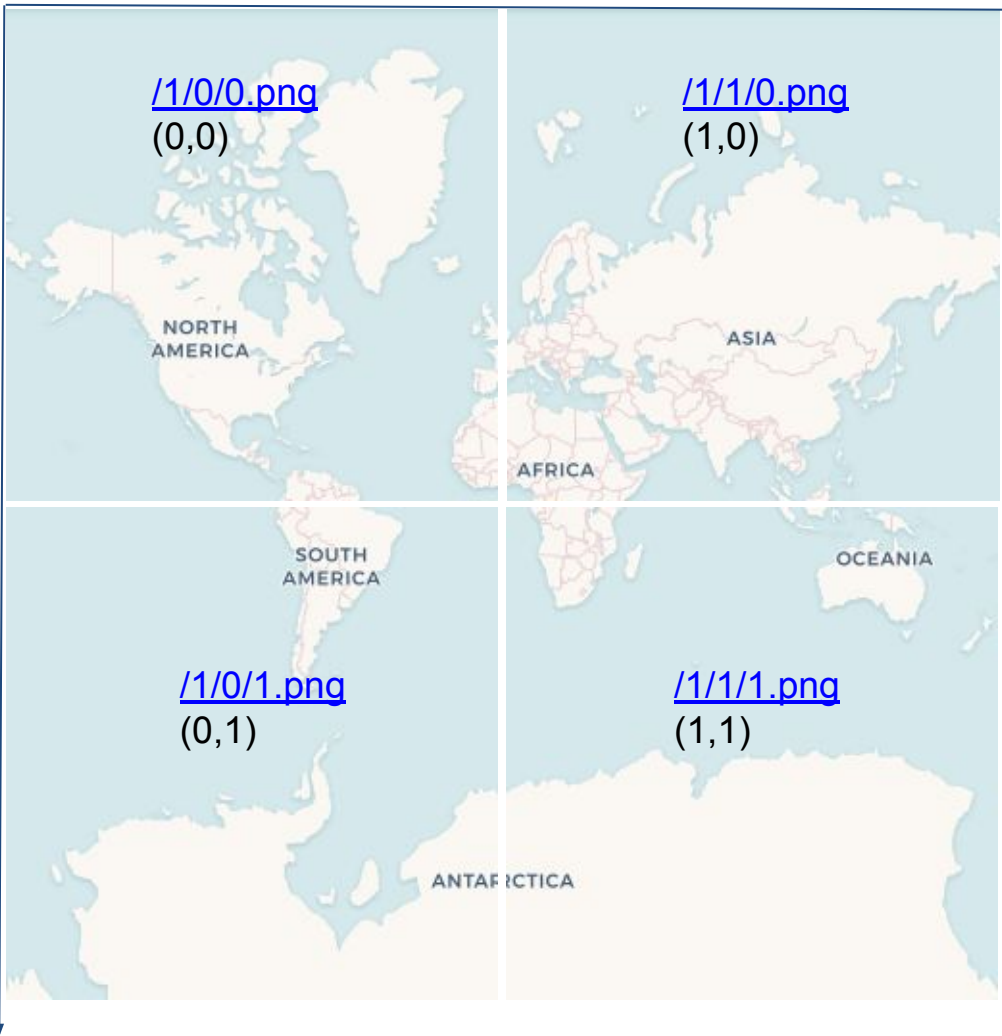 /1/0/0.png
(0,0)
/1/1/0.png
(1,0)
NORTH
AMERICA
ASIA
AFRICA
SOUTH
AMERICA
OCEANIA
/1/0/1.png
(0,1)
/1/1/1.png
(1,1)
ANTARRCTICA